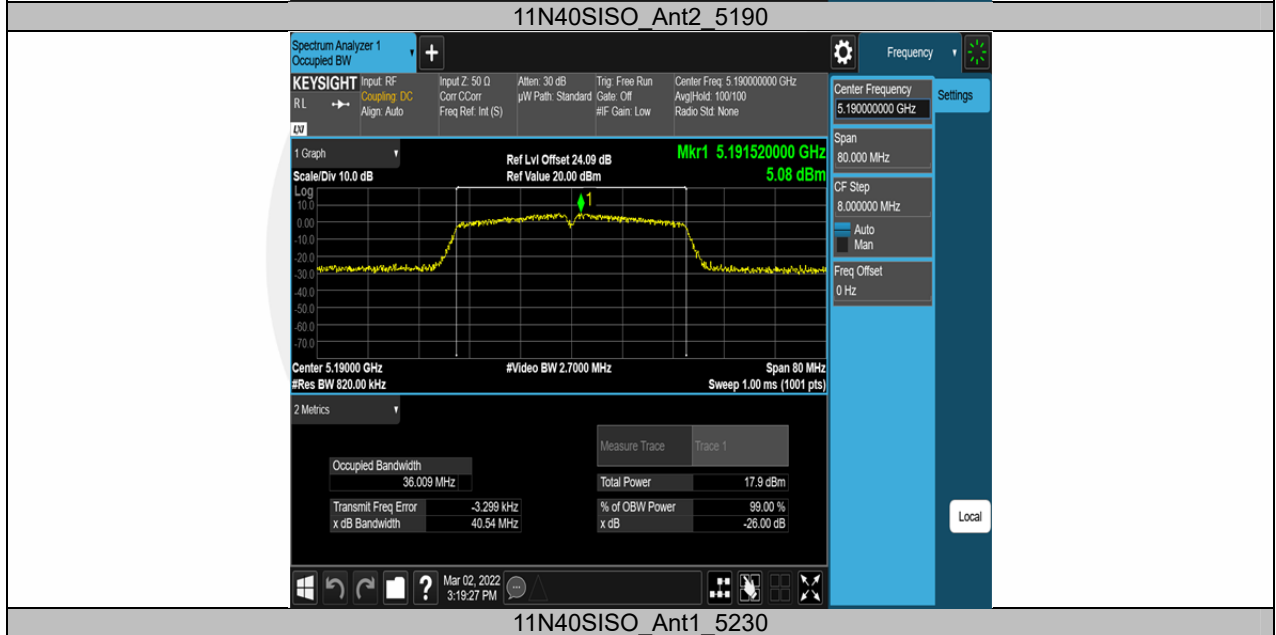 11N40SISO_Ant2_5190
Spectrum Analyzer 1
Occupied BW
+
Frequency
KEYSIGHT
RL
LXI
Input: RF
Coupling: DC
Align: Auto
Input Z: 50 Ω
Corr CCorr
Freq Ref: Int (S)
Atten: 30 dB
µW Path: Standard
Trig: Free Run
Gate: Off
#IF Gain: Low
Center Freq: 5.190000000 GHz
Avg|Hold: 100/100
Radio Std: None
Center Frequency
5.190000000 GHz
Settings
Span
80.000 MHz
CF Step
8.000000 MHz
Auto
Man
Freq Offset
0 Hz
1 Graph
Scale/Div 10.0 dB
Ref Lvl Offset 24.09 dB
Ref Value 20.00 dBm
Mkr1 5.191520000 GHz
5.08 dBm
Log
10.0
0.00
-10.0
-20.0
-30.0
-40.0
-50.0
-60.0
-70.0
1
Center 5.19000 GHz
#Video BW 2.7000 MHz
Span 80 MHz
#Res BW 820.00 kHz
Sweep 1.00 ms (1001 pts)
2 Metrics
Measure Trace Trace 1
Occupied Bandwidth
36.009 MHz
Total Power 17.9 dBm
Transmit Freq Error -3.299 kHz
% of OBW Power 99.00 %
x dB Bandwidth 40.54 MHz
x dB -26.00 dB
Local
?
Mar 02, 2022
3:19:27 PM
11N40SISO_Ant1_5230